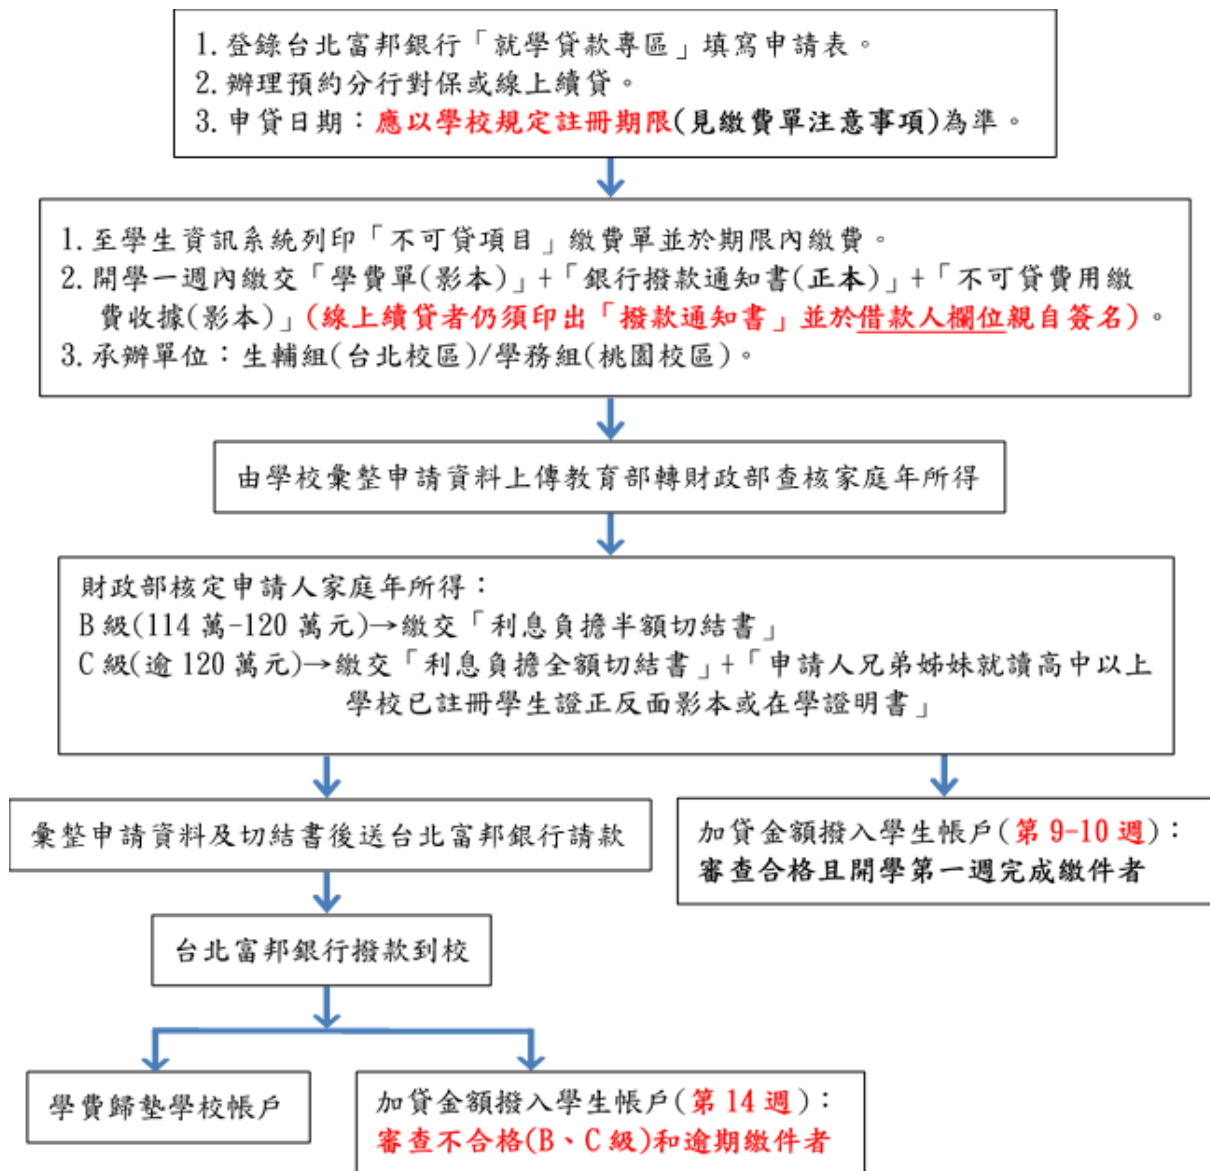 1.登錄台北富邦銀行「就學貸款專區」填寫申請表。
2.辦理預約分行對保或線上續貸。
3.申貸日期：應以學校規定註冊期限(見繳費單注意事項)為準。
1.至學生資訊系統列印「不可貸項目」繳費單並於期限內繳費。
2.開學一週內繳交「學費單(影本)」+「銀行撥款通知書(正本)」+「不可貸費用繳
費收據(影本)」(線上續貸者仍須印出「撥款通知書」並於借款人欄位親自簽名)。
3.承辦單位：生輔組(台北校區)/學務組(桃園校區)。
由學校彙整申請資料上傳教育部轉財政部查核家庭年所得
財政部核定申請人家庭年所得：
B級(114萬-120萬元)→繳交「利息負擔半額切結書」
C級(逾120萬元)→繳交「利息負擔全額切結書」+「申請人兄弟姊妹就讀高中以上
學校已註冊學生證正反面影本或在學證明書」
彙整申請資料及切結書後送台北富邦銀行請款
加貸金額撥入學生帳戶(第9-10週)：
審查合格且開學第一週完成繳件者
台北富邦銀行撥款到校
學費歸墊學校帳戶
加貸金額撥入學生帳戶(第14週)：
審查不合格(B、C級)和逾期繳件者